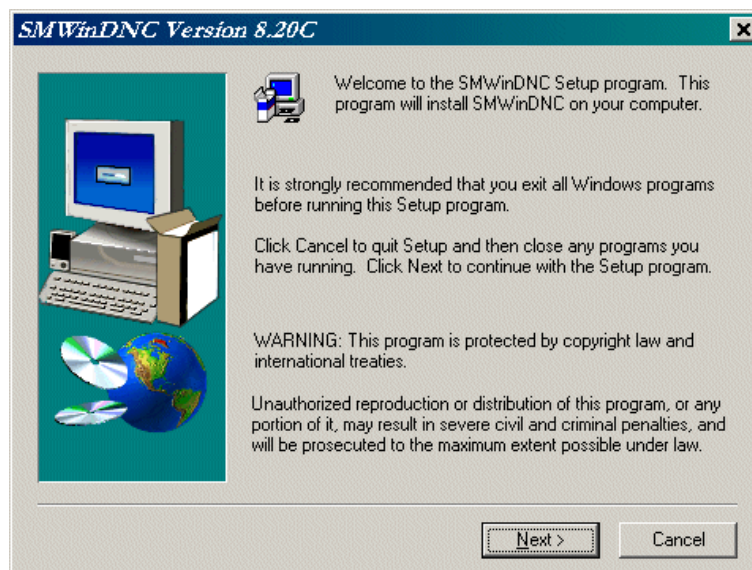 SMWinDNC Version 8.20C
Welcome to the SMWinDNC Setup program. This
program will install SMWinDNC on your computer.
It is strongly recommended that you exit all Windows programs
before running this Setup program.
Click Cancel to quit Setup and then close any programs you
have running. Click Next to continue with the Setup program.
WARNING: This program is protected by copyright law and
international treaties.
Unauthorized reproduction or distribution of this program, or any
portion of it, may result in severe civil and criminal penalties, and
will be prosecuted to the maximum extent possible under law.
Next >
Cancel